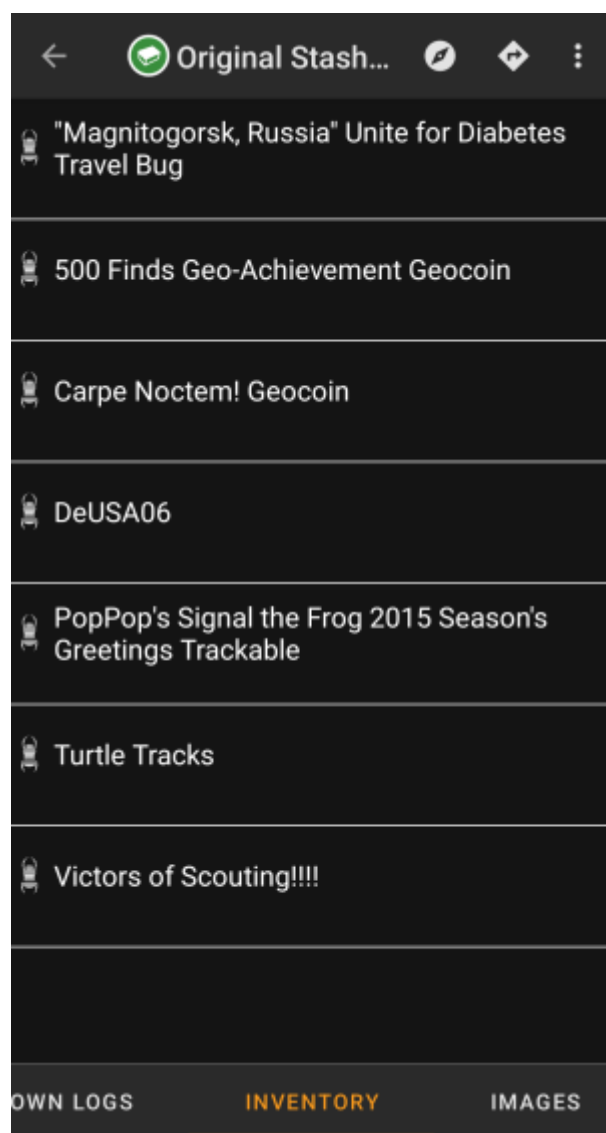 Original Stash...
"Magnitogorsk, Russia" Unite for Diabetes
Travel Bug
500 Finds Geo-Achievement Geocoin
Carpe Noctem! Geocoin
DeUSA06
PopPop's Signal the Frog 2015 Season's
Greetings Trackable
Turtle Tracks
Victors of Scouting!!!!
OWN LOGS INVENTORY IMAGES